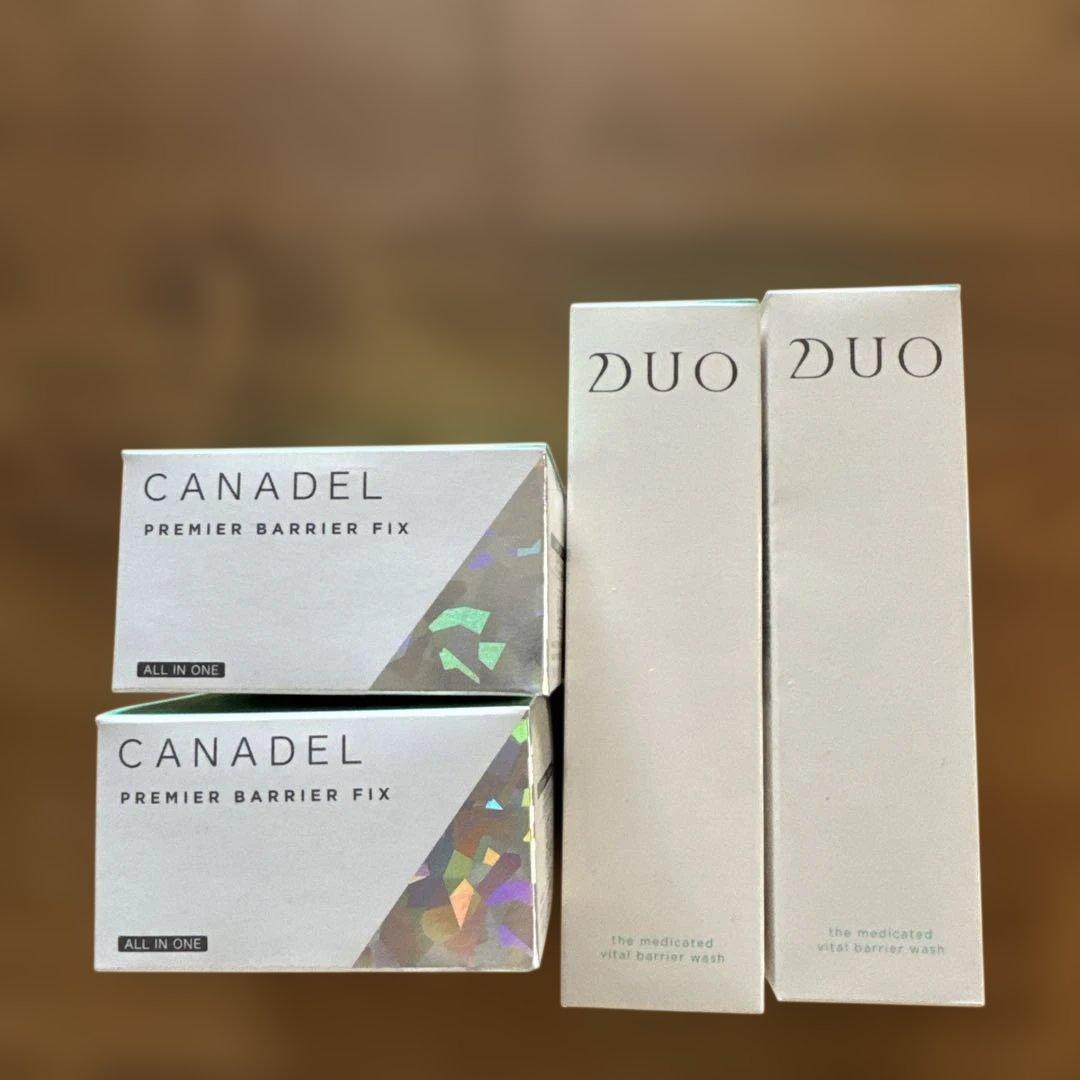 CANADEL
PREMIER BARRIER FIX
ALL IN ONE
CANADEL
PREMIER BARRIER FIX
ALL IN ONE
DUO
the medicated
vital barrier wash
DUO
the medicated
vital barrier wash